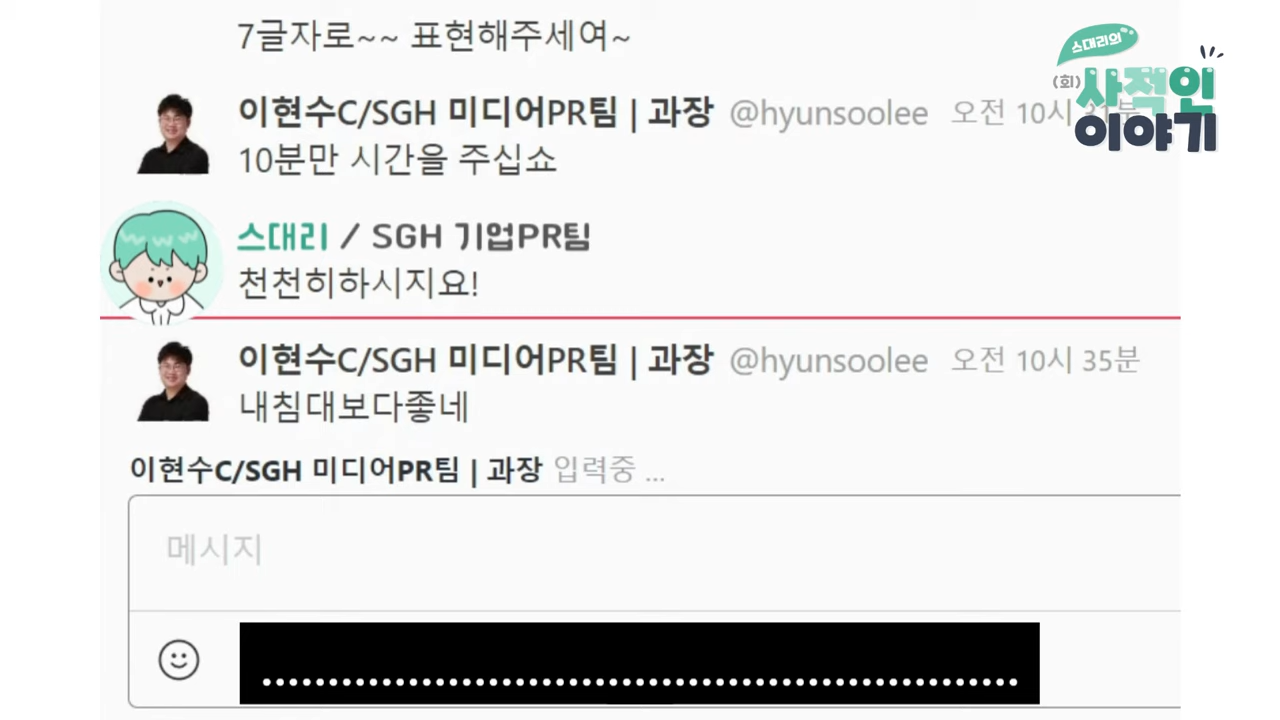 7글자로~~ 표현해주세여~
스대리의
(회)사적인
이야기
이현수C/SGH 미디어PR팀 | 과장 @hyunsoolee 오전 10시
10분만 시간을 주십쇼
스대리 / SGH 기업PR팀
천천히하시지요!
이현수C/SGH 미디어PR팀 | 과장 @hyunsoolee 오전 10시 35분
내침대보다좋네
이현수C/SGH 미디어PR팀 | 과장 입력중 ...
메시지